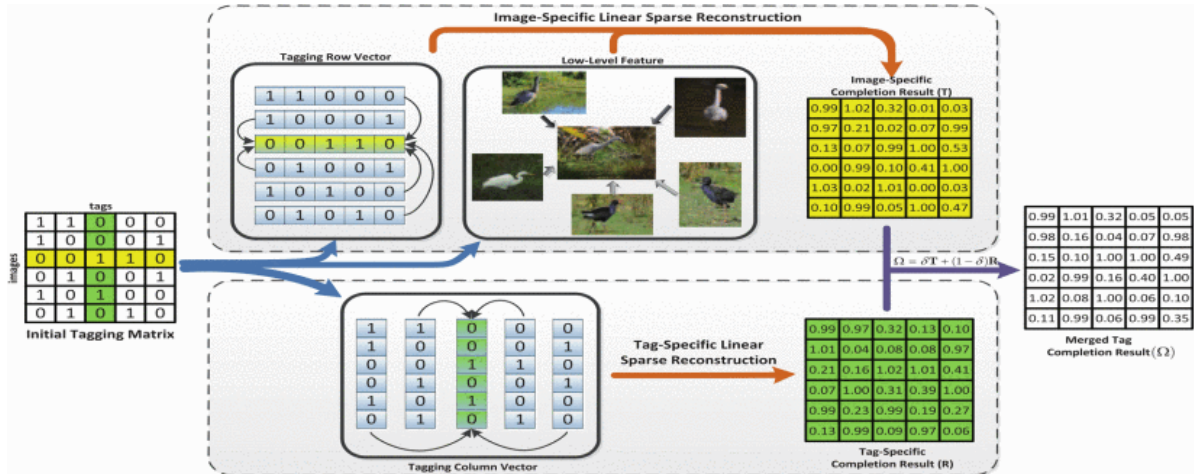 Image-Specific Linear Sparse Reconstruction
Tagging Row Vector
1 1 0 0 0
1 0 0 0 1
0 0 1 1 0
0 1 0 0 1
1 0 1 0 0
0 1 0 1 0
Low-Level Feature
Image-Specific
Completion Result (T)
0.99 1.02 0.32 0.01 0.03
0.97 0.21 0.02 0.07 0.99
0.13 0.07 0.99 1.00 0.53
0.00 0.99 0.10 0.41 1.00
1.03 0.02 1.01 0.00 0.03
0.10 0.99 0.05 1.00 0.47
tags
images
1 1 0 0 0
1 0 0 0 1
0 0 1 1 0
0 1 0 0 1
1 0 1 0 0
0 1 0 1 0
Initial Tagging Matrix
Ω = δT + (1 − δ)R
0.99 1.01 0.32 0.05 0.05
0.98 0.16 0.04 0.07 0.98
0.15 0.10 1.00 1.00 0.49
0.02 0.99 0.16 0.40 1.00
1.02 0.08 1.00 0.06 0.10
0.11 0.99 0.06 0.99 0.35
Merged Tag
Completion Result(Ω)
1 1 0 0 0
1 0 0 0 1
0 0 1 1 0
0 1 0 0 1
1 0 1 0 0
0 1 0 1 0
Tagging Column Vector
Tag-Specific Linear
Sparse Reconstruction
0.99 0.97 0.32 0.13 0.10
1.01 0.04 0.08 0.08 0.97
0.21 0.16 1.02 1.01 0.41
0.07 1.00 0.31 0.39 1.00
0.99 0.23 0.99 0.19 0.27
0.13 0.99 0.09 0.97 0.06
Tag-Specific
Completion Result (R)